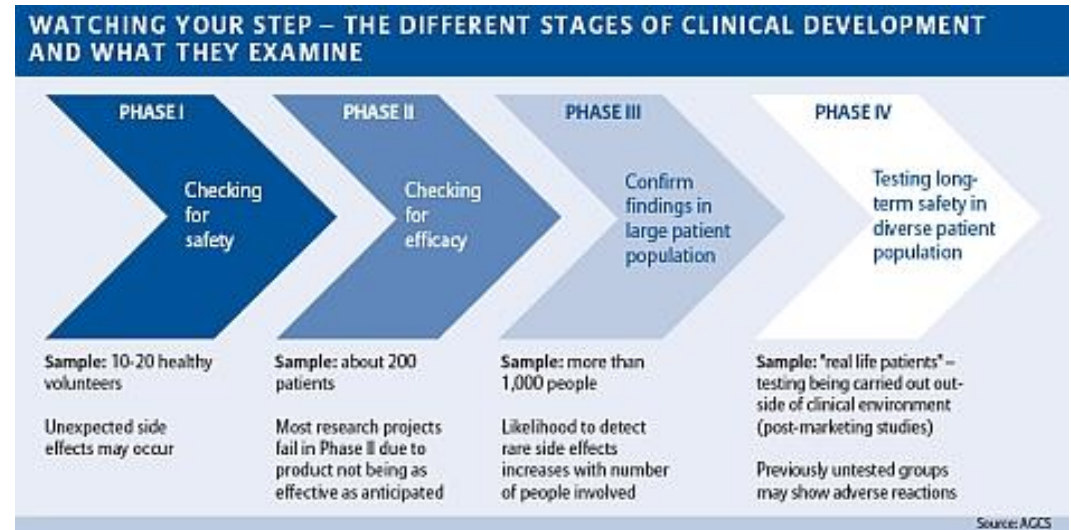 WATCHING YOUR STEP – THE DIFFERENT STAGES OF CLINICAL DEVELOPMENT
AND WHAT THEY EXAMINE
PHASE I
Checking
for
safety
Sample: 10-20 healthy
volunteers
Unexpected side
effects may occur
PHASE II
Checking
for
efficacy
Sample: about 200
patients
Most research projects
fail in Phase II due to
product not being as
effective as anticipated
PHASE III
Confirm
findings in
large patient
population
Sample: more than
1,000 people
Likelihood to detect
rare side effects
increases with number
of people involved
PHASE IV
Testing long-
term safety in
diverse patient
population
Sample: "real life patients" –
testing being carried out out-
side of clinical environment
(post-marketing studies)
Previously untested groups
may show adverse reactions
Source: AGCS